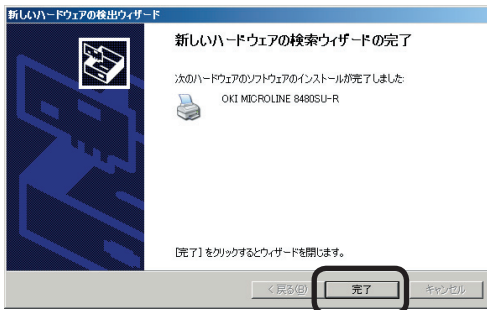 新しいハードウェアの検出ウィザード
新しいハードウェアの検索ウィザードの完了
次のハードウェアのソフトウェアのインストールが完了しました:
OKI MICROLINE 8480SU-R
[完了] をクリックするとウィザードを閉じます。
< 戻る(B)
完了
キャンセル